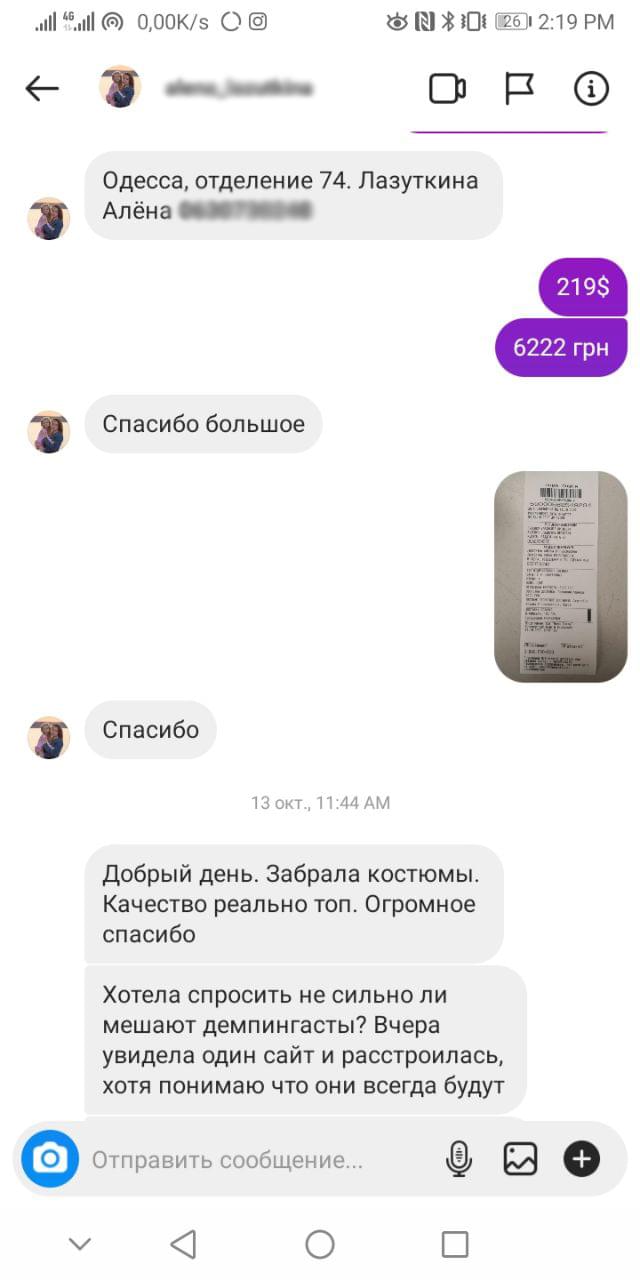 4G 0,00K/s 26 2:19 PM
Одесса, отделение 74. Лазуткина
Алёна
219$
6222 грн
Спасибо большое
Спасибо
13 окт., 11:44 AM
Добрый день. Забрала костюмы.
Качество реально топ. Огромное
спасибо
Хотела спросить не сильно ли
мешают демпингасты? Вчера
увидела один сайт и расстроилась,
хотя понимаю что они всегда будут
Отправить сообщение...